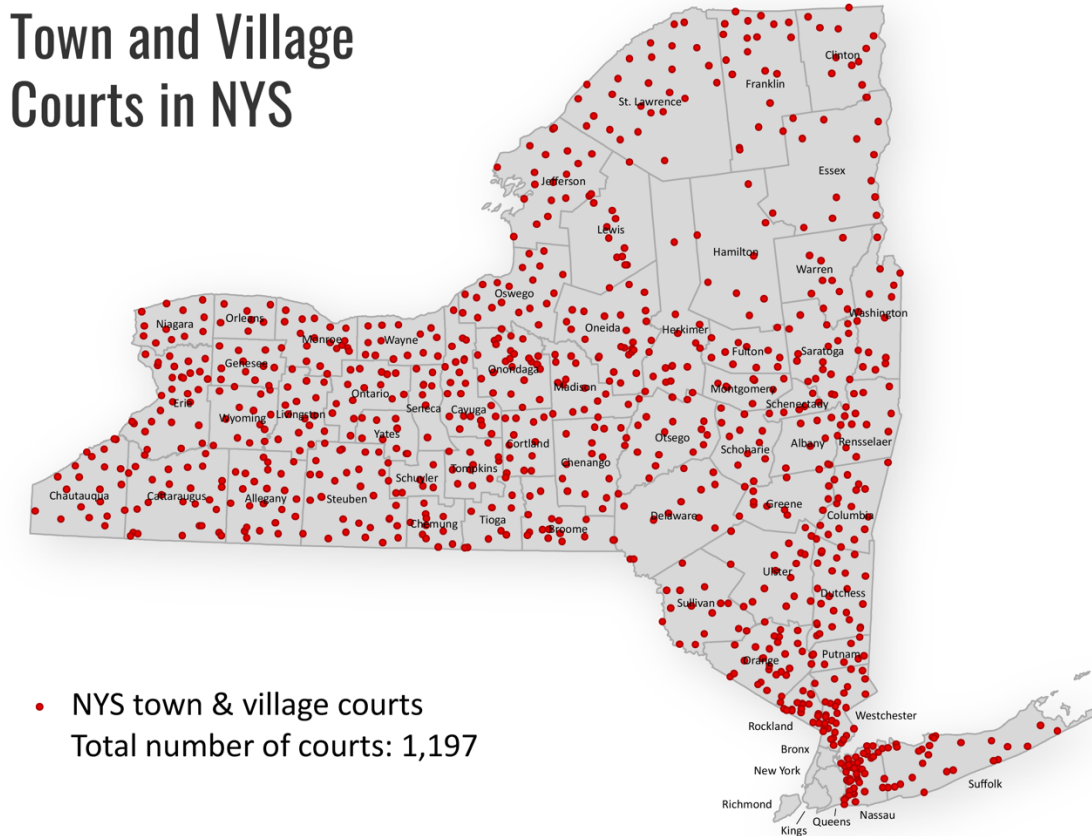 Town and Village
Courts in NYS
Clinton
Franklin
St. Lawrence
Essex
Jefferson
Lewis
Hamilton
Warren
Oswego
Washington
Orleans
Niagara
Oneida
Herkimer
Monroe
Wayne
Fulton
Saratoga
Genesee
Onondaga
Madison
Montgomery
Ontario
Erie
Schenectady
Seneca
Cayuga
Wyoming
Livingston
Yates
Otsego
Albany
Rensselaer
Cortland
Schoharie
Chenango
Tompkins
Schuyler
Chautauqua
Cattaraugus
Allegany
Steuben
Greene
Columbia
Delaware
Tioga
Chemung
Broome
Ulster
Dutchess
Sullivan
Putnam
Orange
• NYS town & village courts
Total number of courts: 1,197
Westchester
Rockland
Bronx
New York
Suffolk
Richmond
Nassau
Queens
Kings